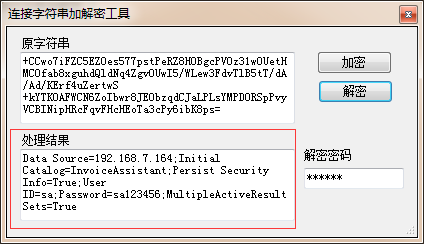 连接字符串加解密工具
原字符串
+CCwo7iFZC5EZOes577pstPeRZ8HOBgcPVOz31wOUetH
MCOfab8xguhdQldNq4ZgvOUwI5/WLew3FdvTlB5tT/dA
/Ad/KErf4uZertwS
+kYTKOAFWCN6ZoIbwr8JEObzqdCJaLPLsYMPDORSpPvy
VCBINipHRcFqvFHcHEoTa3cPy6ibK8ps=
加密
解密
处理结果
Data Source=192.168.7.164;Initial
Catalog=InvoiceAssistant;Persist Security
Info=True;User
ID=sa;Password=sa123456;MultipleActiveResult
Sets=True
解密密码
******